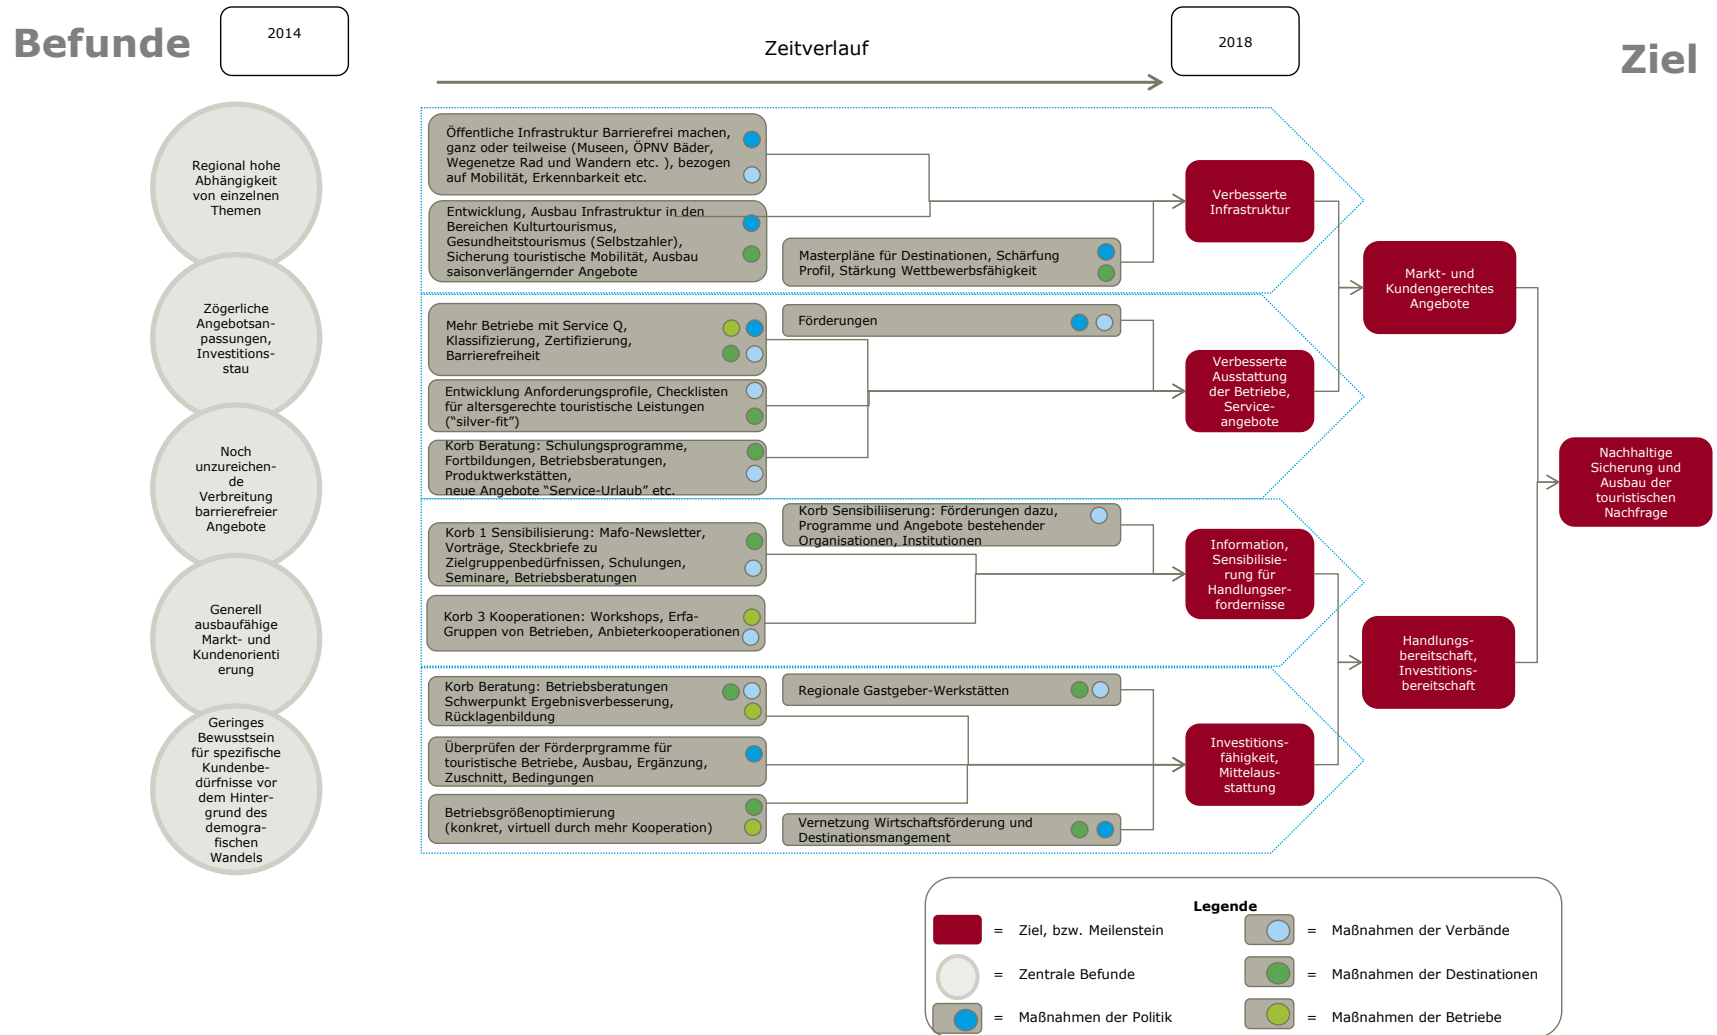 Befunde
2014
Zeitverlauf
2018
Ziel
Regional hohe
Abhängigkeit
von einzelnen
Themen
Zögerliche
Angebotsan-
passungen,
Investitions-
stau
Noch
unzureichen-
de
Verbreitung
barrierefreier
Angebote
Generell
ausbaufähige
Markt- und
Kundenorienti
erung
Geringes
Bewusstsein
für spezifische
Kundenbe-
dürfnisse vor
dem Hinter-
grund des
demogra-
fischen
Wandels
Öffentliche Infrastruktur Barrierefrei machen,
ganz oder teilweise (Museen, ÖPNV Bäder,
Wegenetze Rad und Wandern etc. ), bezogen
auf Mobilität, Erkennbarkeit etc.
Entwicklung, Ausbau Infrastruktur in den
Bereichen Kulturtourismus,
Gesundheitstourismus (Selbstzahler),
Sicherung touristische Mobilität, Ausbau
saisonverlängernder Angebote
Masterpläne für Destinationen, Schärfung
Profil, Stärkung Wettbewerbsfähigkeit
Verbesserte
Infrastruktur
Mehr Betriebe mit Service Q,
Klassifizierung, Zertifizierung,
Barrierefreiheit
Förderungen
Entwicklung Anforderungsprofile, Checklisten
für altersgerechte touristische Leistungen
("silver-fit")
Korb Beratung: Schulungsprogramme,
Fortbildungen, Betriebsberatungen,
Produktwerkstätten,
neue Angebote "Service-Urlaub" etc.
Verbesserte
Ausstattung
der Betriebe,
Service-
angebote
Markt- und
Kundengerechtes
Angebote
Korb 1 Sensibilisierung: Mafo-Newsletter,
Vorträge, Steckbriefe zu
Zielgruppenbedürfnissen, Schulungen,
Seminare, Betriebsberatungen
Korb Sensibiliiserung: Förderungen dazu,
Programme und Angebote bestehender
Organisationen, Institutionen
Korb 3 Kooperationen: Workshops, Erfa-
Gruppen von Betrieben, Anbieterkooperationen
Information,
Sensibilisie-
rung für
Handlungser-
fordernisse
Nachhaltige
Sicherung und
Ausbau der
touristischen
Nachfrage
Handlungs-
bereitschaft,
Investitions-
bereitschaft
Korb Beratung: Betriebsberatungen
Schwerpunkt Ergebnisverbesserung,
Rücklagenbildung
Regionale Gastgeber-Werkstätten
Überprüfen der Förderprgramme für
touristische Betriebe, Ausbau, Ergänzung,
Zuschnitt, Bedingungen
Betriebsgrößenoptimierung
(konkret, virtuell durch mehr Kooperation)
Vernetzung Wirtschaftsförderung und
Destinationsmangement
Investitions-
fähigkeit,
Mittelaus-
stattung
Legende
= Ziel, bzw. Meilenstein
= Zentrale Befunde
= Maßnahmen der Politik
= Maßnahmen der Verbände
= Maßnahmen der Destinationen
= Maßnahmen der Betriebe